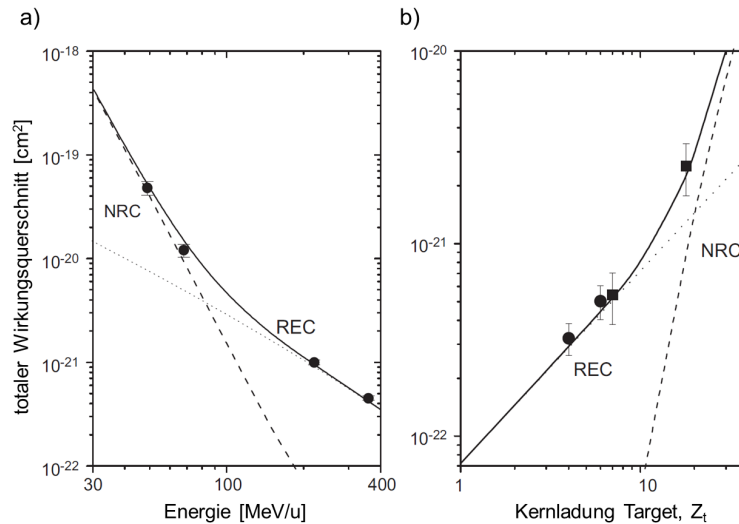 a)
totaler Wirkungsquerschnitt [cm²]
10⁻¹⁸
10⁻¹⁹
10⁻²⁰
10⁻²¹
10⁻²²
NRC
REC
30
100
400
Energie [MeV/u]
b)
10⁻²⁰
10⁻²¹
10⁻²²
NRC
REC
1
10
Kernladung Target, Zₜ